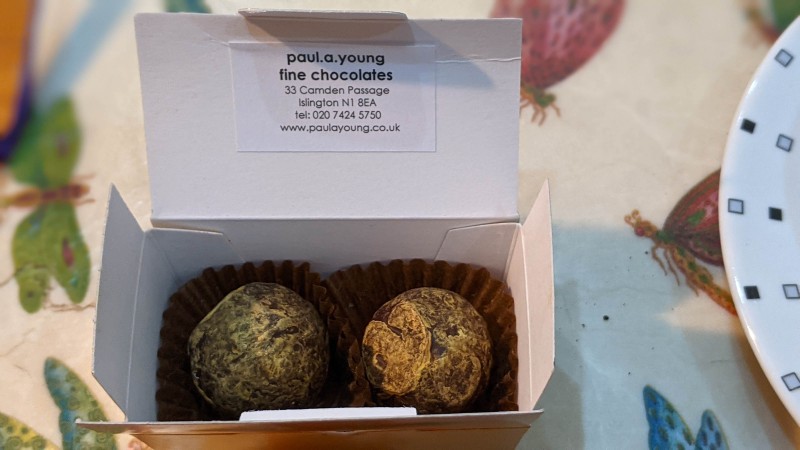 paul.a.young
fine chocolates
33 Camden Passage
Islington N1 8EA
tel: 020 7424 5750
www.paulayoung.co.uk